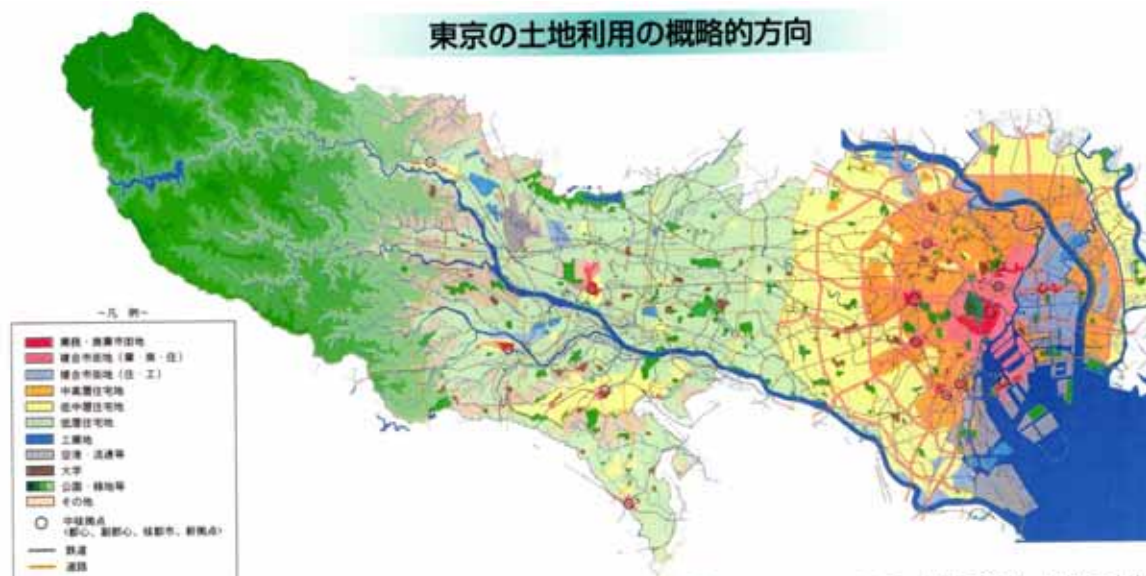 東京の土地利用の概略的方向
~凡 例~
業務・商業市街地
複合市街地（業・商・住）
複合市街地（住・工）
中高層住宅地
低中層住宅地
低層住宅地
工業地
空港・流通等
大学
公園・緑地等
その他
中核拠点
（都心、副都心、核都市、新拠点）
鉄道
道路